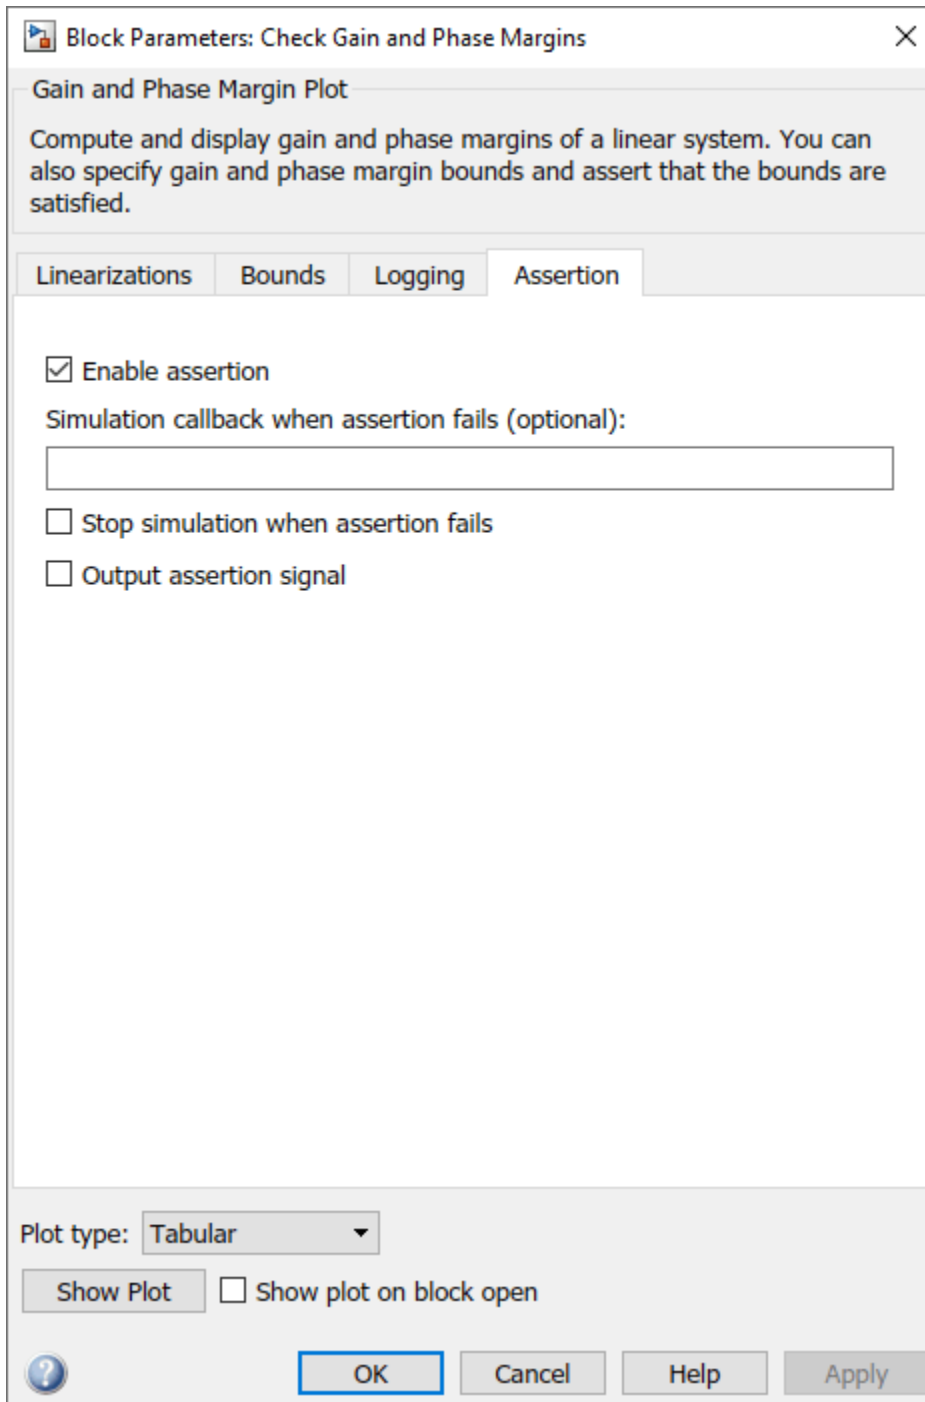 Block Parameters: Check Gain and Phase Margins
Gain and Phase Margin Plot
Compute and display gain and phase margins of a linear system. You can
also specify gain and phase margin bounds and assert that the bounds are
satisfied.
Linearizations Bounds Logging Assertion
Enable assertion
Simulation callback when assertion fails (optional):
Stop simulation when assertion fails
Output assertion signal
Plot type: Tabular
Show Plot Show plot on block open
? OK Cancel Help Apply